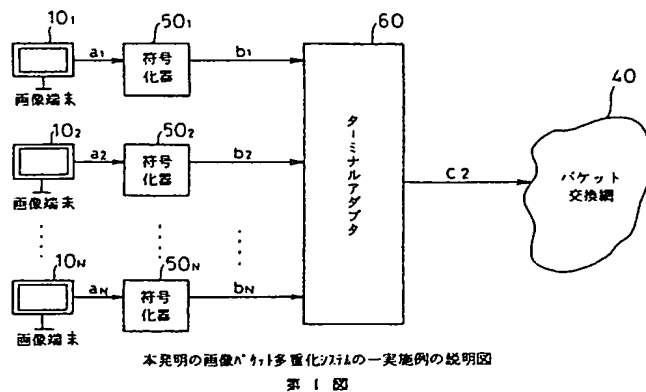 10₁
a₁
50₁
符号
化器
b₁
60
画像端末
10₂
a₂
50₂
符号
化器
b₂
ターミナルアダプタ
C2
40
パケット
交換網
画像端末
10N
aN
50N
符号
化器
bN
画像端末
本発明の画像パケット多重化システムの一実施例の説明図
第1図